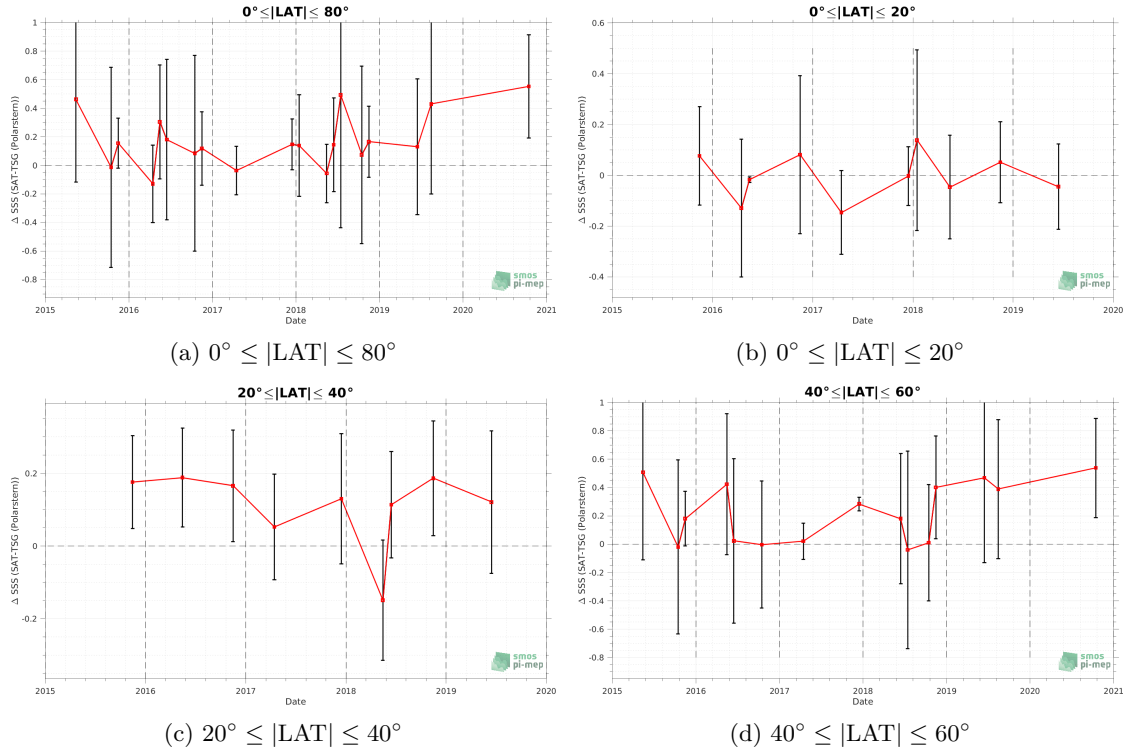 0°≤|LAT|≤ 80°
Δ SSS (SAT-TSG (Polarstern))
1
0.8
0.6
0.4
0.2
0
-0.2
-0.4
-0.6
-0.8
2015 2016 2017 2018 2019 2020 2021
Date
smos
pi-mep
(a) 0° ≤ |LAT| ≤ 80°
0°≤|LAT|≤ 20°
Δ SSS (SAT-TSG (Polarstern))
0.6
0.4
0.2
0
-0.2
-0.4
2015 2016 2017 2018 2019 2020
Date
smos
pi-mep
(b) 0° ≤ |LAT| ≤ 20°
20°≤|LAT|≤ 40°
Δ SSS (SAT-TSG (Polarstern))
0.2
0
-0.2
2015 2016 2017 2018 2019 2020
Date
smos
pi-mep
(c) 20° ≤ |LAT| ≤ 40°
40°≤|LAT|≤ 60°
Δ SSS (SAT-TSG (Polarstern))
1
0.8
0.6
0.4
0.2
0
-0.2
-0.4
-0.6
-0.8
2015 2016 2017 2018 2019 2020 2021
Date
smos
pi-mep
(d) 40° ≤ |LAT| ≤ 60°